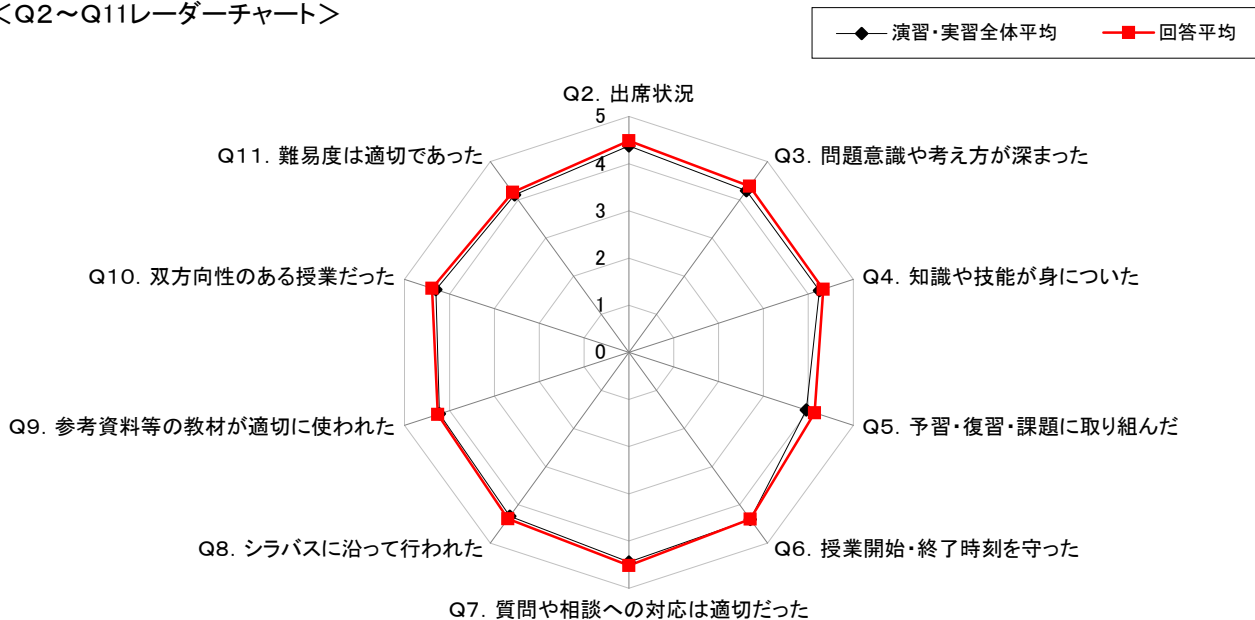 ＜Q2～Q11レーダーチャート＞
演習・実習全体平均
回答平均
Q2. 出席状況
Q3. 問題意識や考え方が深まった
Q4. 知識や技能が身についた
Q5. 予習・復習・課題に取り組んだ
Q6. 授業開始・終了時刻を守った
Q7. 質問や相談への対応は適切だった
Q8. シラバスに沿って行われた
Q9. 参考資料等の教材が適切に使われた
Q10. 双方向性のある授業だった
Q11. 難易度は適切であった
5
4
3
2
1
0